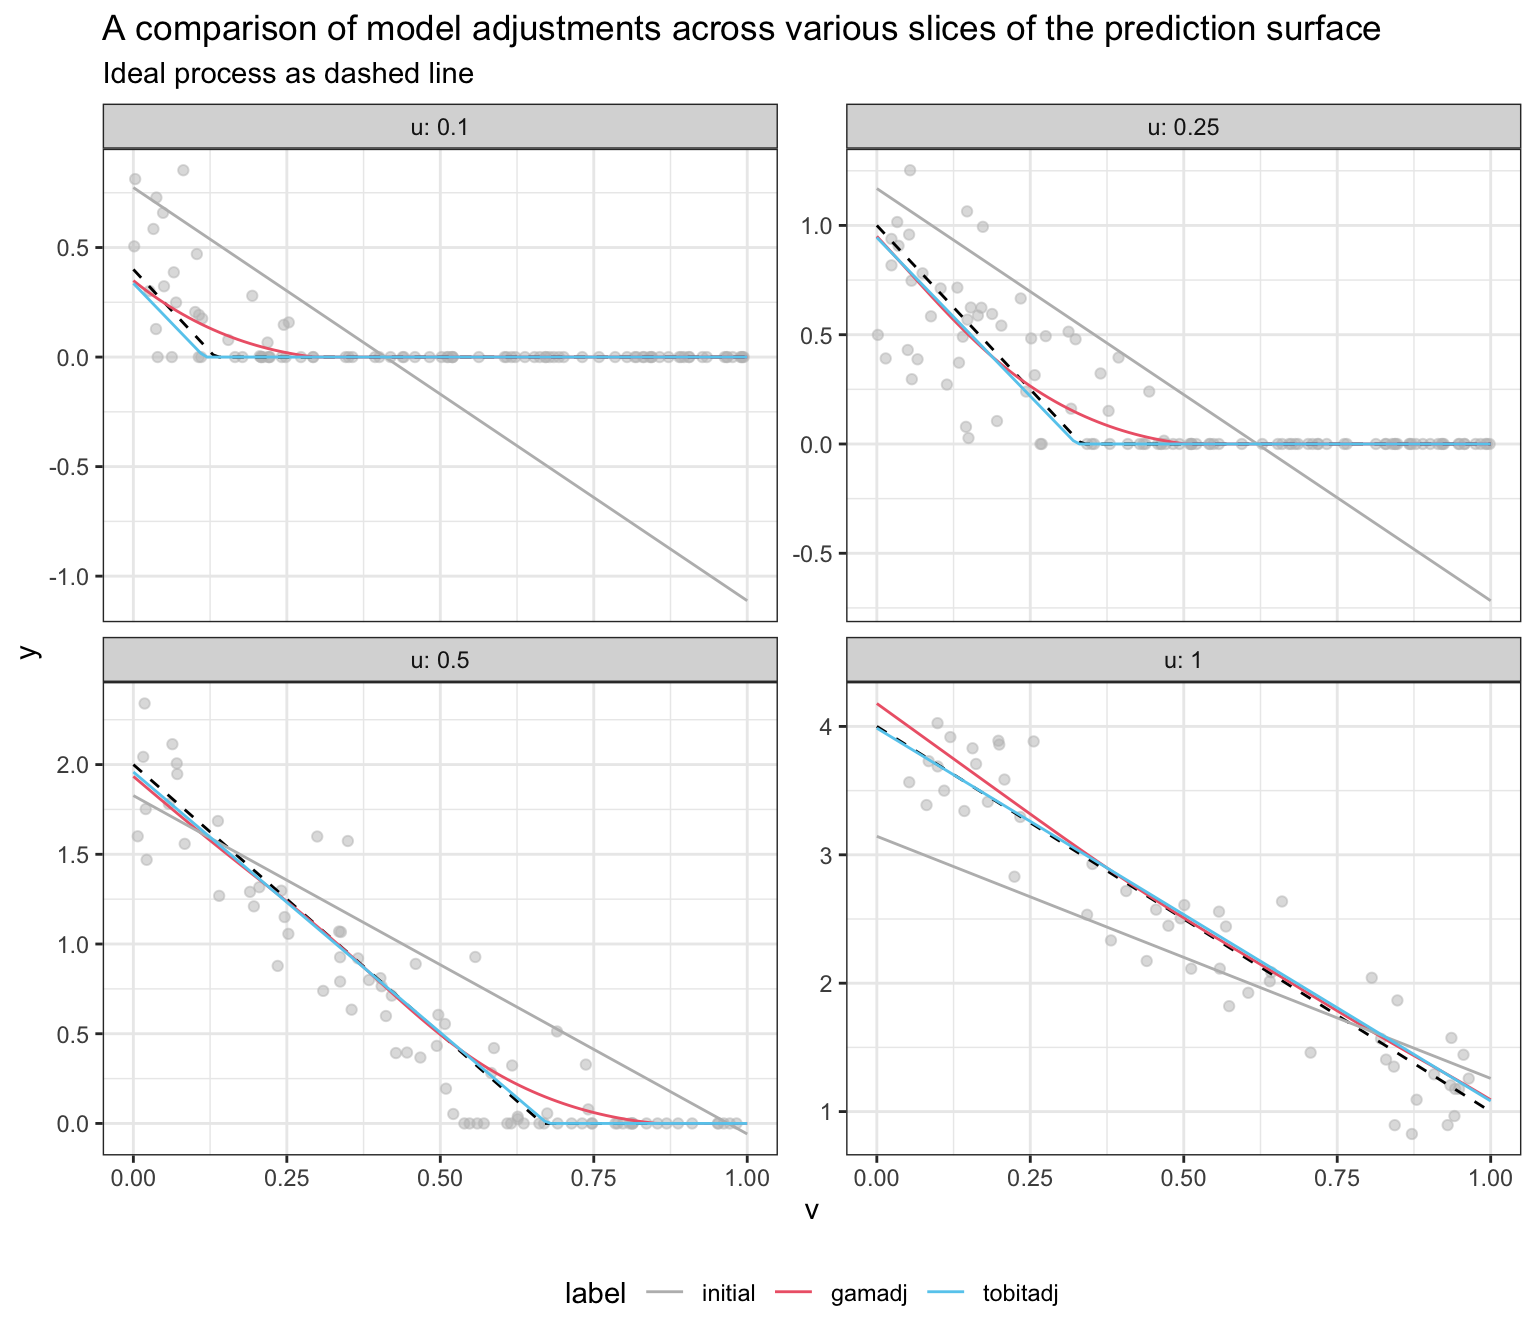 A comparison of model adjustments across various slices of the prediction surface
Ideal process as dashed line
u: 0.1
u: 0.25
0.5
0.0
-0.5
-1.0
1.0
0.5
0.0
-0.5
y
u: 0.5
u: 1
2.0
1.5
1.0
0.5
0.0
4
3
2
1
0.00 0.25 0.50 0.75 1.00
0.00 0.25 0.50 0.75 1.00
v
label initial gamadj tobitadj